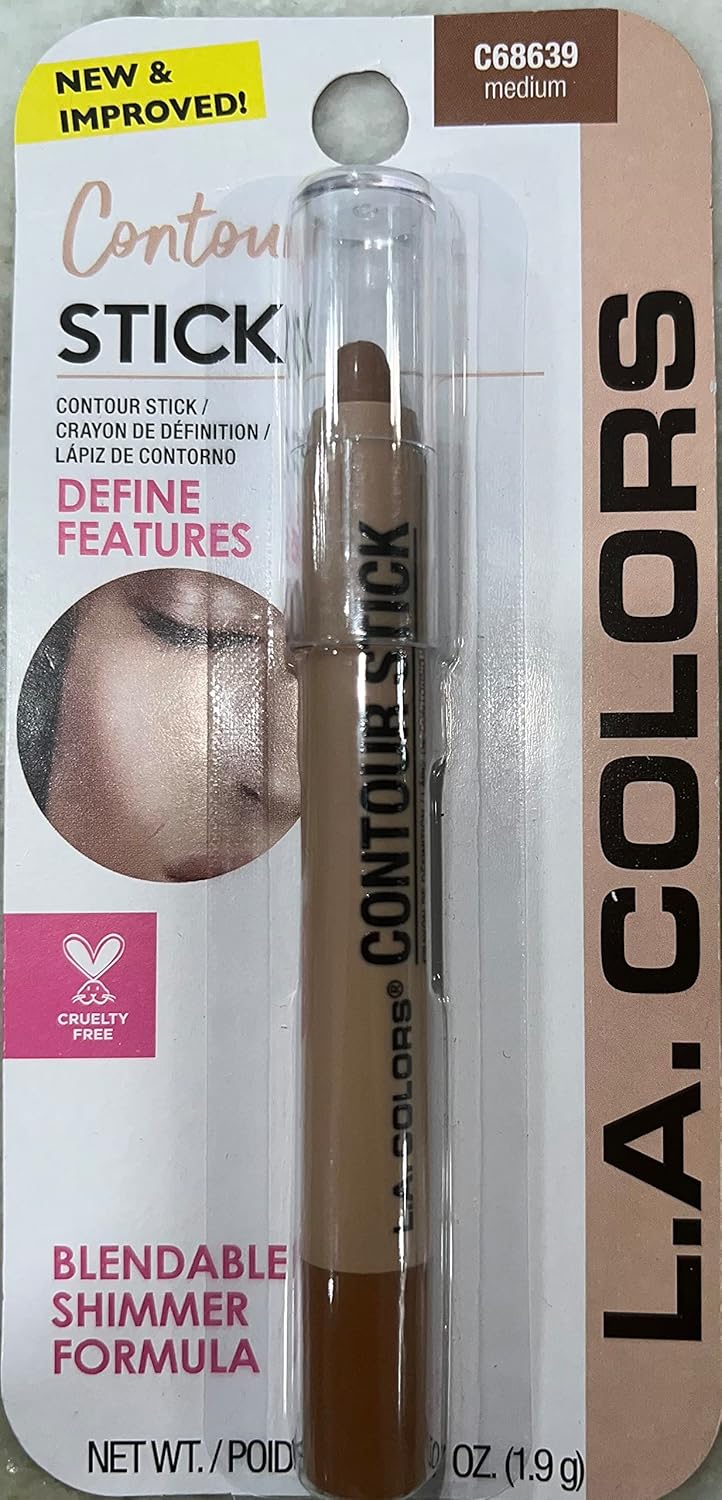 NEW &
IMPROVED!
C68639
medium
Contour
STICK
CONTOUR STICK /
CRAYON DE DÉFINITION /
LÁPIZ DE CONTORNO
DEFINE
FEATURES
CRUELTY
FREE
BLENDABLE
SHIMMER
FORMULA
NET WT. / POIDS OZ. (1.9 g)
L.A. COLORS® CONTOUR STICK
L.A. COLORS